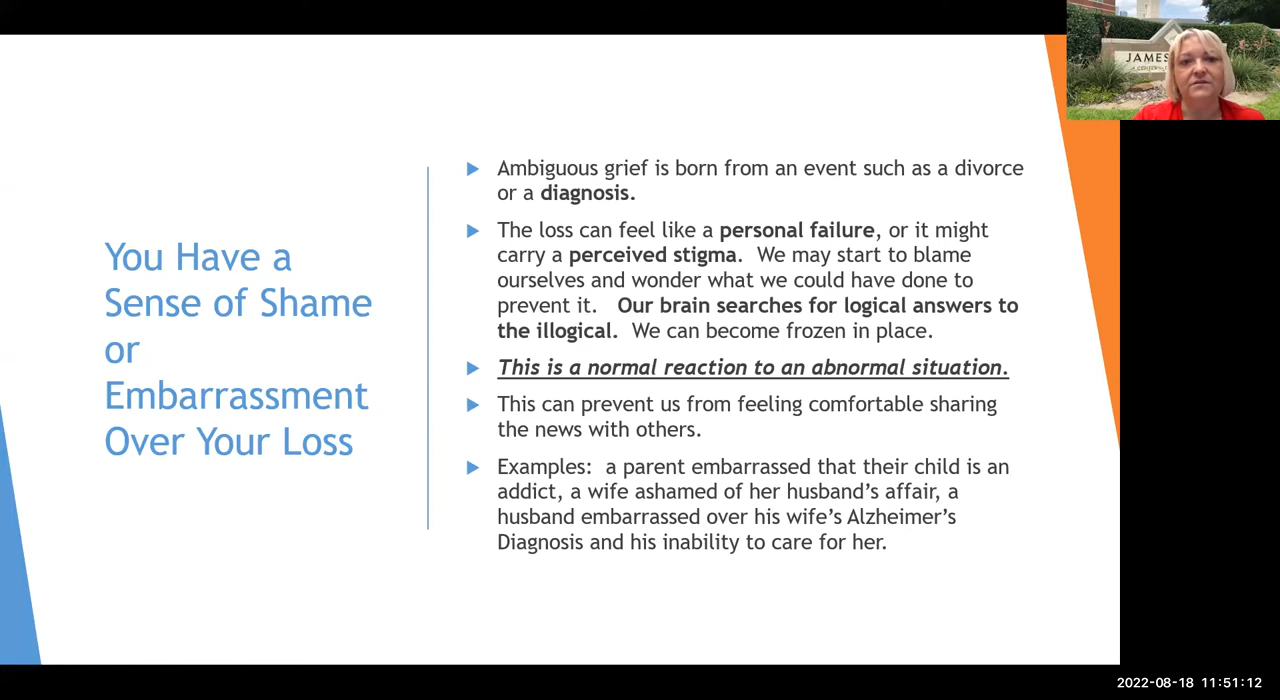 You Have a
Sense of Shame
or
Embarrassment
Over Your Loss
Ambiguous grief is born from an event such as a divorce
or a diagnosis.
The loss can feel like a personal failure, or it might
carry a perceived stigma.  We may start to blame
ourselves and wonder what we could have done to
prevent it.   Our brain searches for logical answers to
the illogical.  We can become frozen in place.
This is a normal reaction to an abnormal situation.
This can prevent us from feeling comfortable sharing
the news with others.
Examples:  a parent embarrassed that their child is an
addict, a wife ashamed of her husband’s affair, a
husband embarrassed over his wife’s Alzheimer’s
Diagnosis and his inability to care for her.
JAMES
2022-08-18 11:51:12